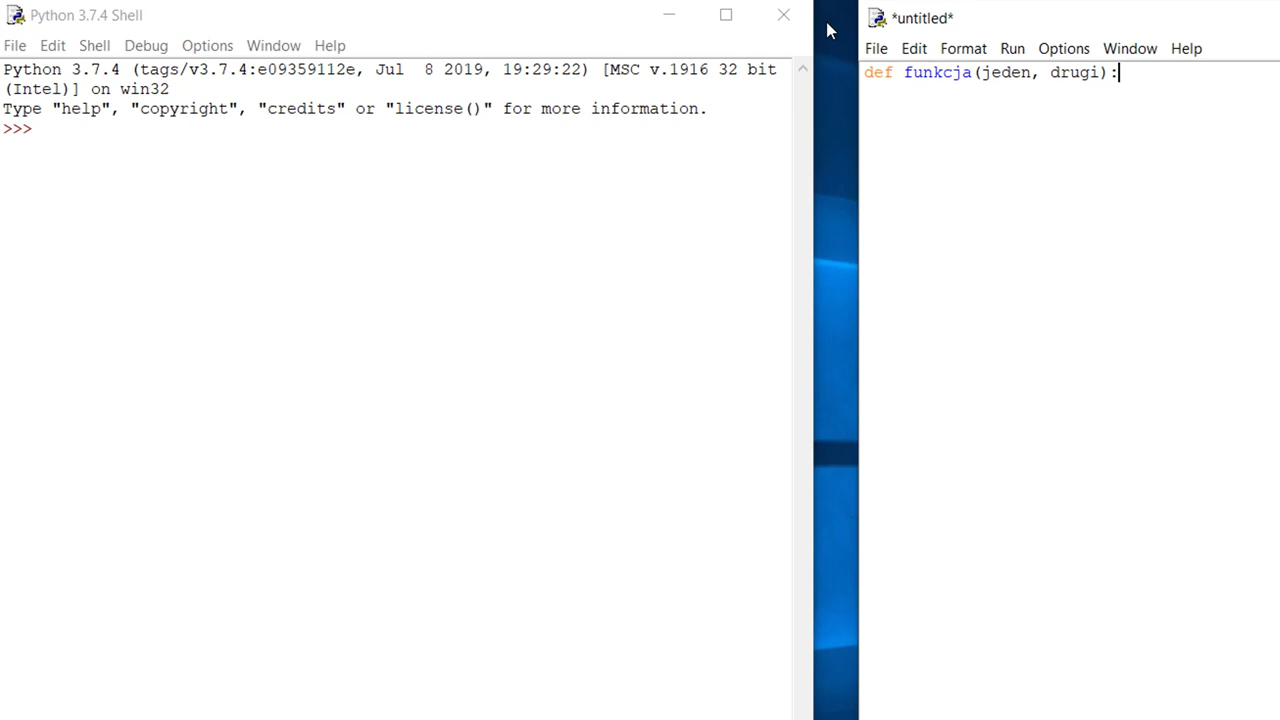 Python 3.7.4 Shell
File Edit Shell Debug Options Window Help
Python 3.7.4 (tags/v3.7.4:e09359112e, Jul  8 2019, 19:29:22) [MSC v.1916 32 bit
(Intel)] on win32
Type "help", "copyright", "credits" or "license()" for more information.
>>>
*untitled*
File Edit Format Run Options Window Help
def funkcja(jeden, drugi):